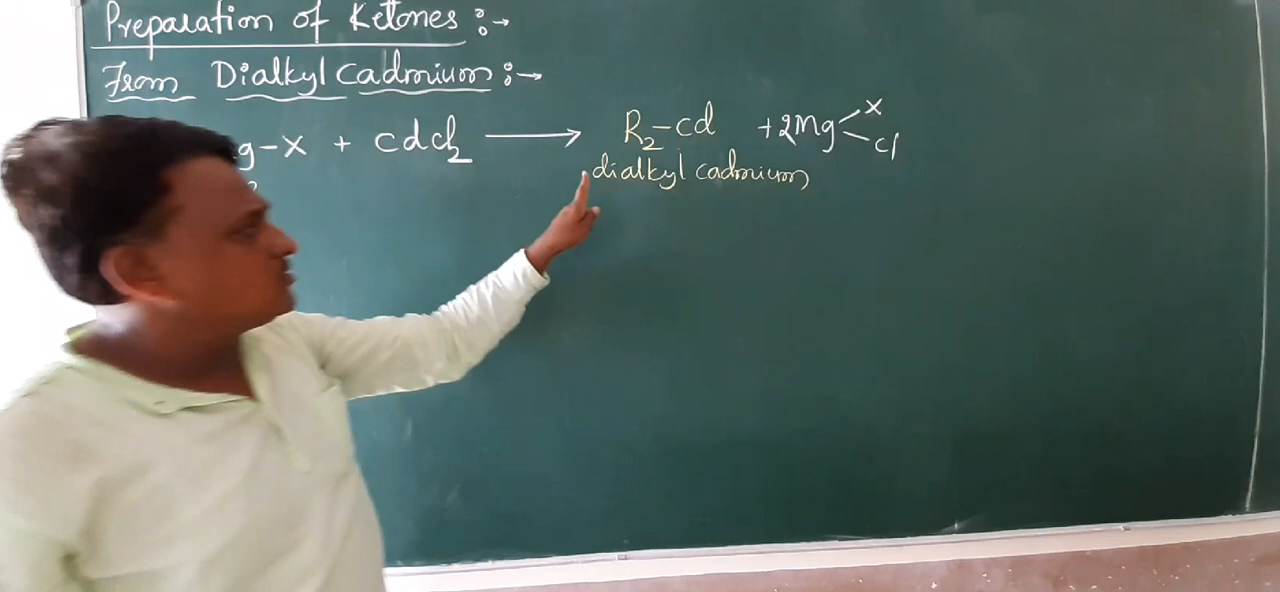 Preparation of Ketones :→
From Dialkyl Cadmium :→
g-X + cdcl2 ⟶ R2-cd + 2Mg<X Cl
dialkyl cadmium